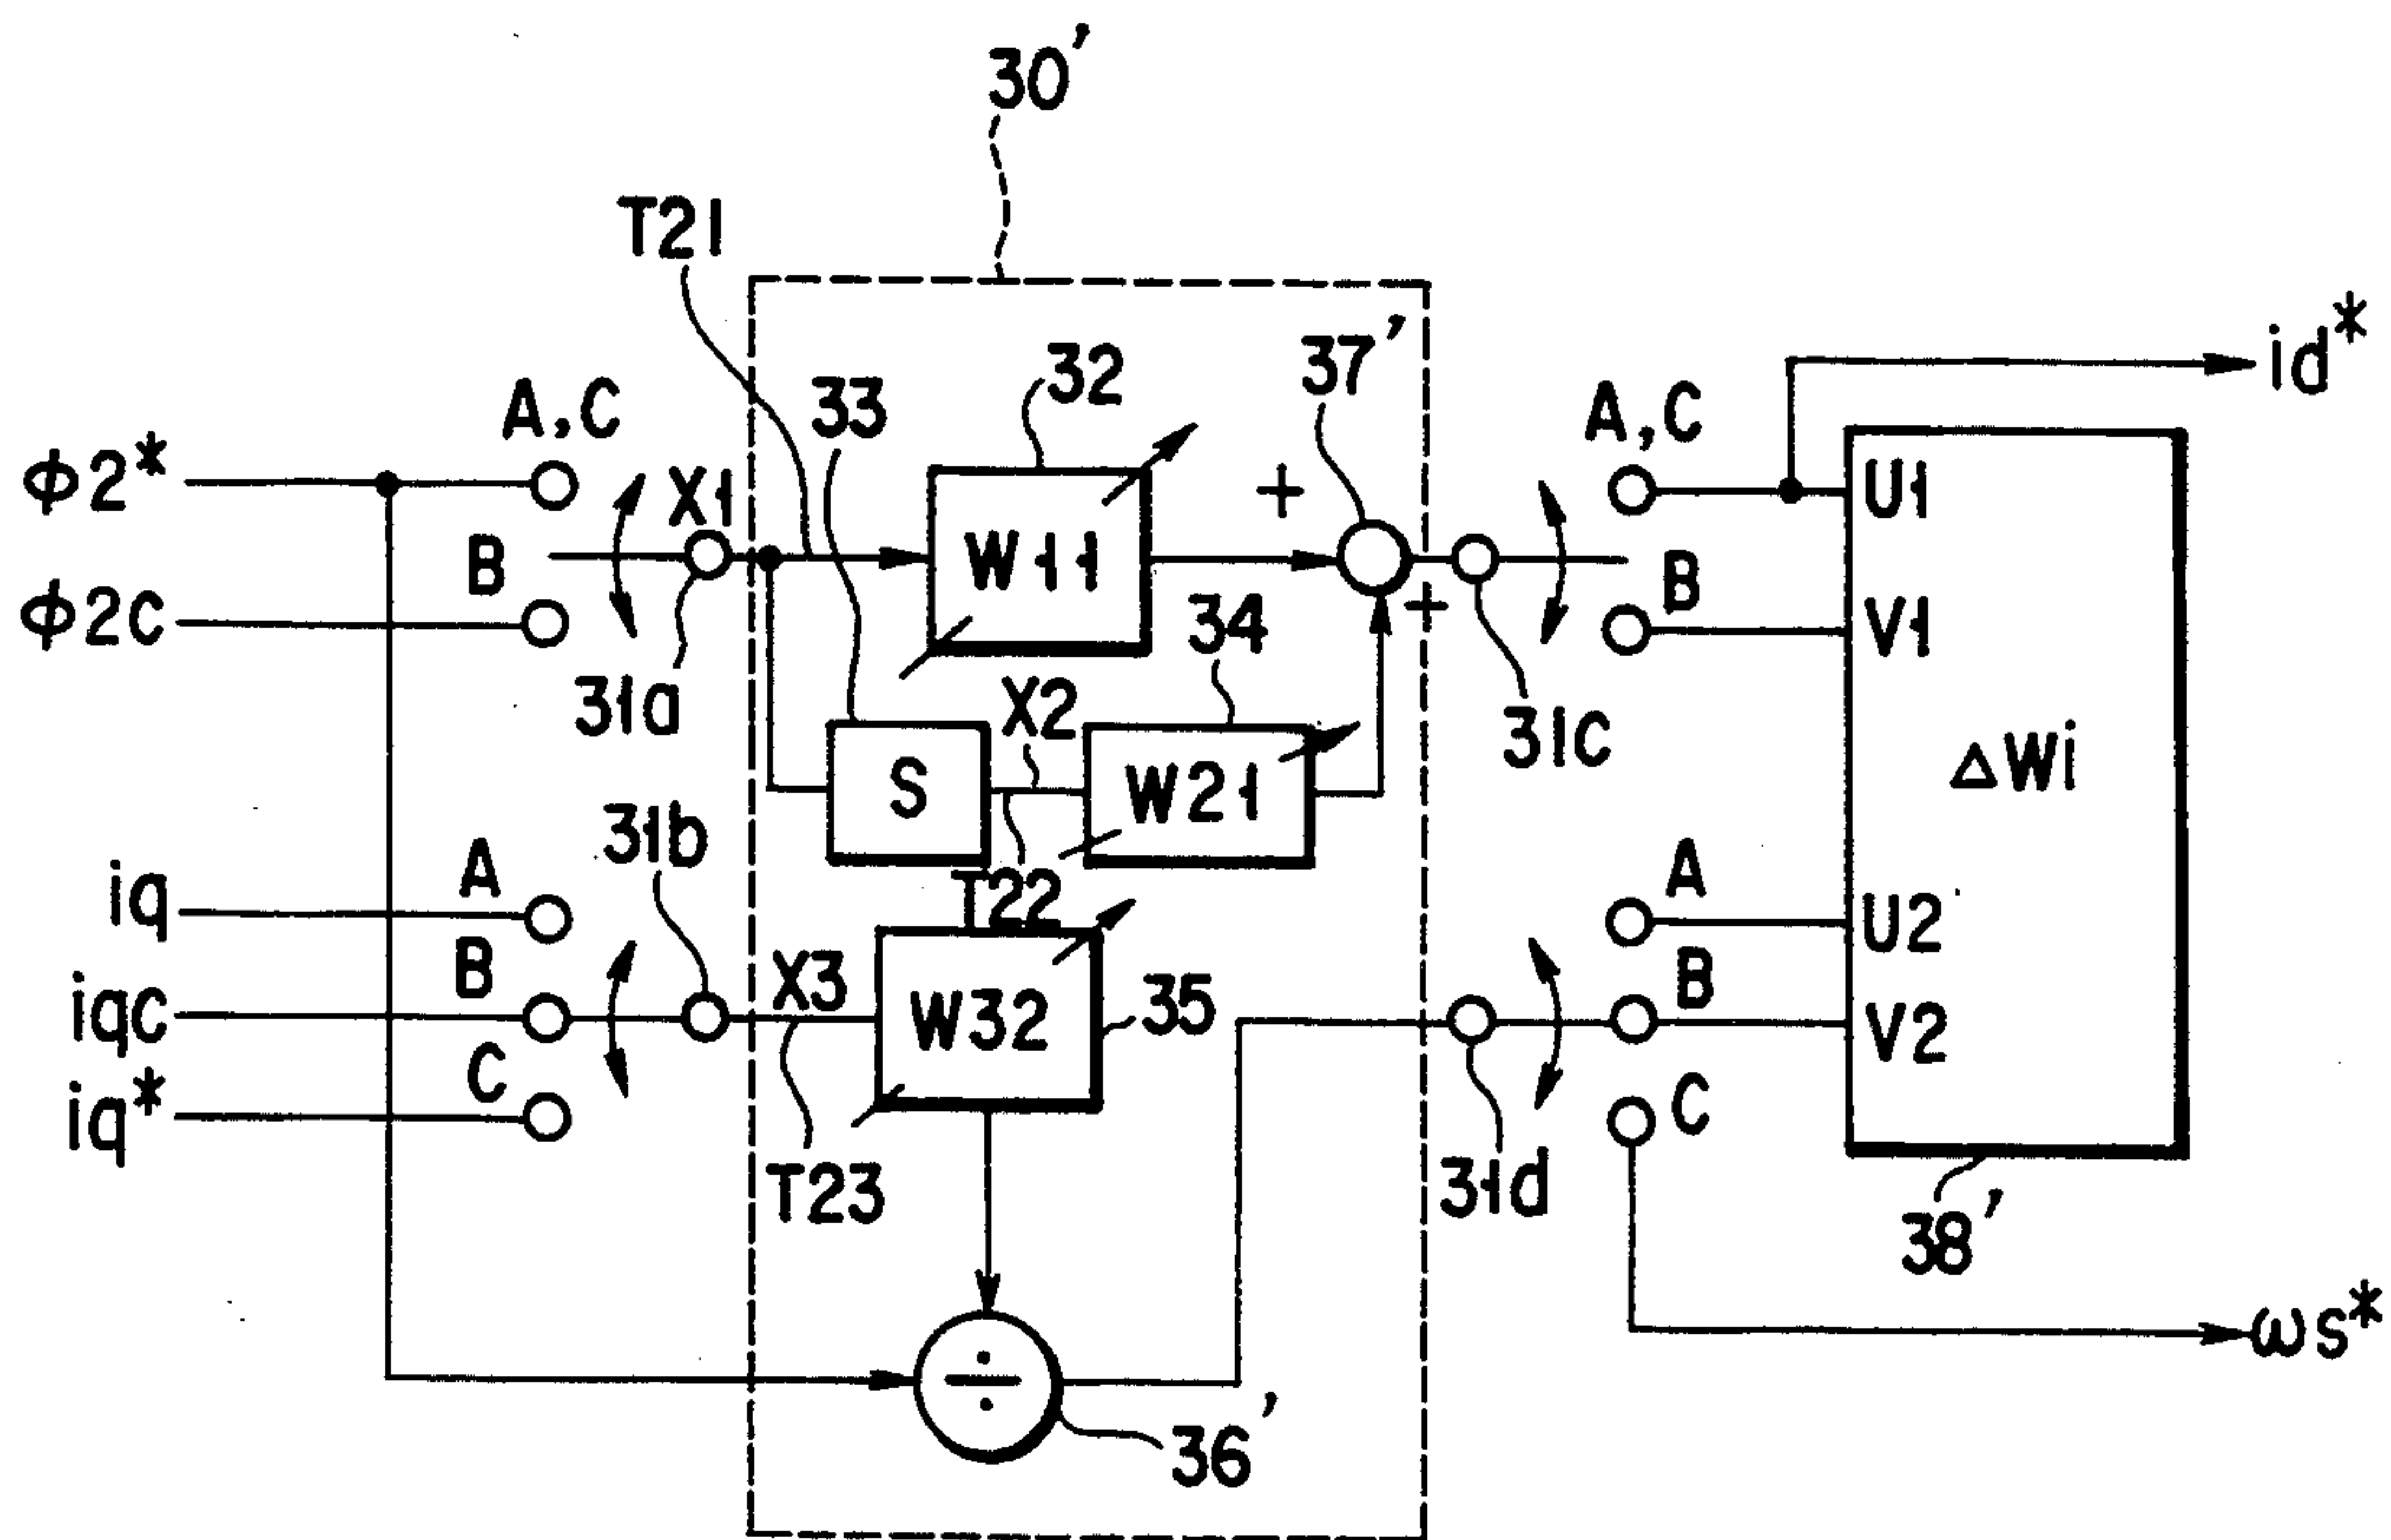 30'
T21
33
32
37'
id*
A,C
A,C
ϕ2*
X1
W11
+
U1
B
B
ϕ2C
V1
31a
+
34
X2
31C
S
W21
ΔWi
31b
T22
iq
A
A
U2
B
X3
W32
35
B
iqC
V2
C
C
iq*
T23
31d
38'
ωS*
÷
36'